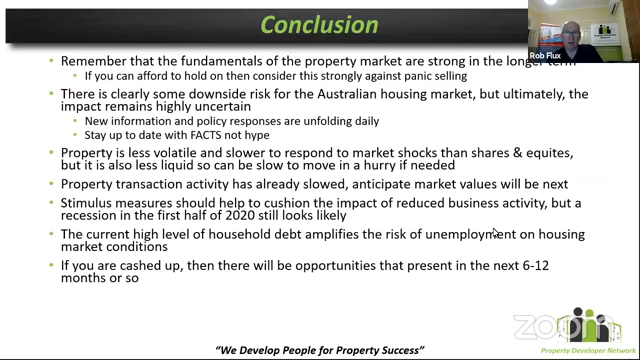 Conclusion
Rob Flux
Remember that the fundamentals of the property market are strong in the longer term
If you can afford to hold on then consider this strongly against panic selling
There is clearly some downside risk for the Australian housing market, but ultimately, the
impact remains highly uncertain
New information and policy responses are unfolding daily
Stay up to date with FACTS not hype
Property is less volatile and slower to respond to market shocks than shares & equites,
but it is also less liquid so can be slow to move in a hurry if needed
Property transaction activity has already slowed, anticipate market values will be next
Stimulus measures should help to cushion the impact of reduced business activity, but a
recession in the first half of 2020 still looks likely
The current high level of household debt amplifies the risk of unemployment on housing
market conditions
If you are cashed up, then there will be opportunities that present in the next 6-12
months or so
zoom
Property Developer Network
“We Develop People for Property Success”